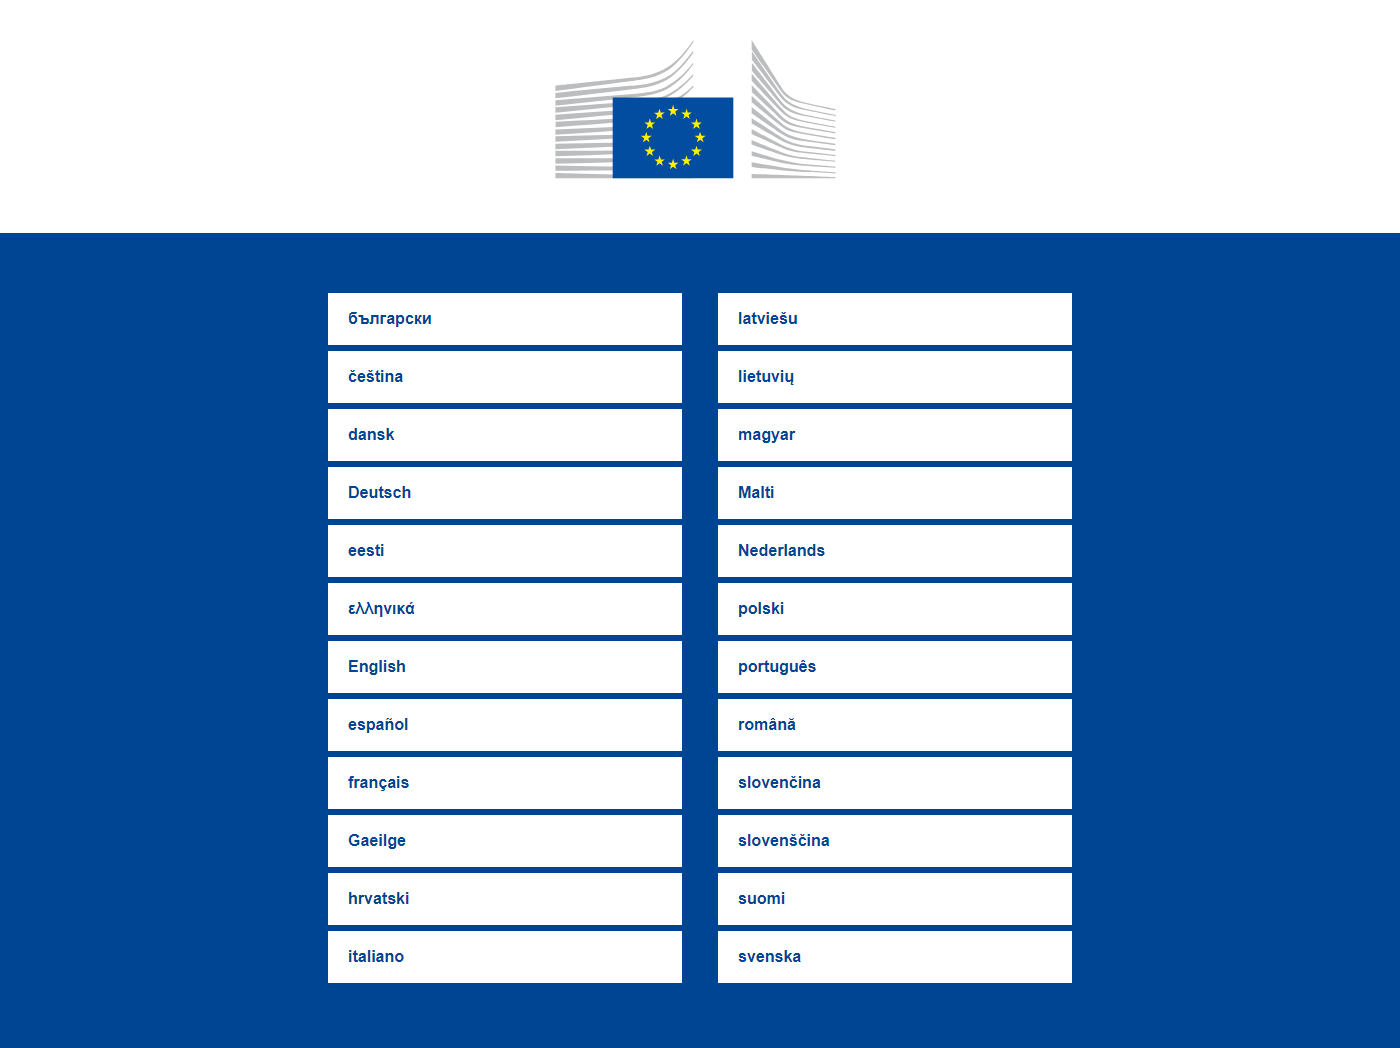 български
čeština
dansk
Deutsch
eesti
ελληνικά
English
español
français
Gaeilge
hrvatski
italiano
latviešu
lietuvių
magyar
Malti
Nederlands
polski
português
română
slovenčina
slovenščina
suomi
svenska